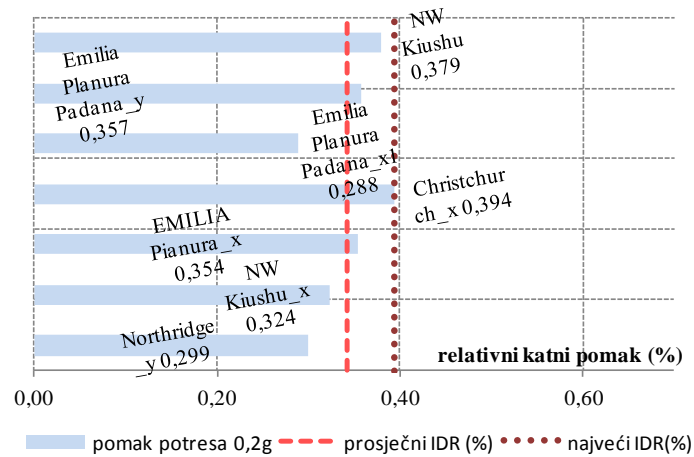 NW
Kiushu
0,379
Emilia
Planura
Padana_y
0,357
Emilia
Planura
Padana_x1
0,288
Christchur
ch_x 0,394
EMILIA
Pianura_x
0,354
NW
Kiushu_x
0,324
Northridge
_y 0,299
relativni katni pomak (%)
0,00 0,20 0,40 0,60
pomak potresa 0,2g prosječni IDR (%) najveći IDR(%)